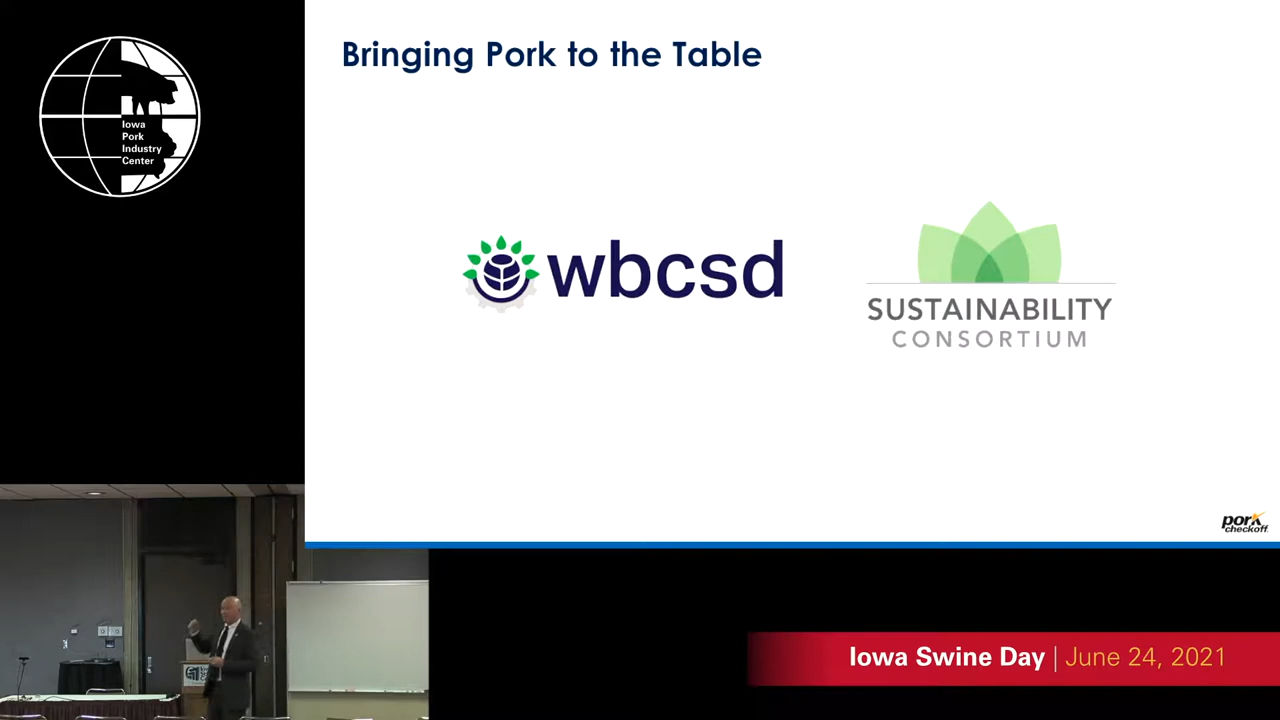 Bringing Pork to the Table
Iowa
Pork
Industry
Center
wbcsd
SUSTAINABILITY
CONSORTIUM
pork
checkoff
Iowa Swine Day | June 24, 2021